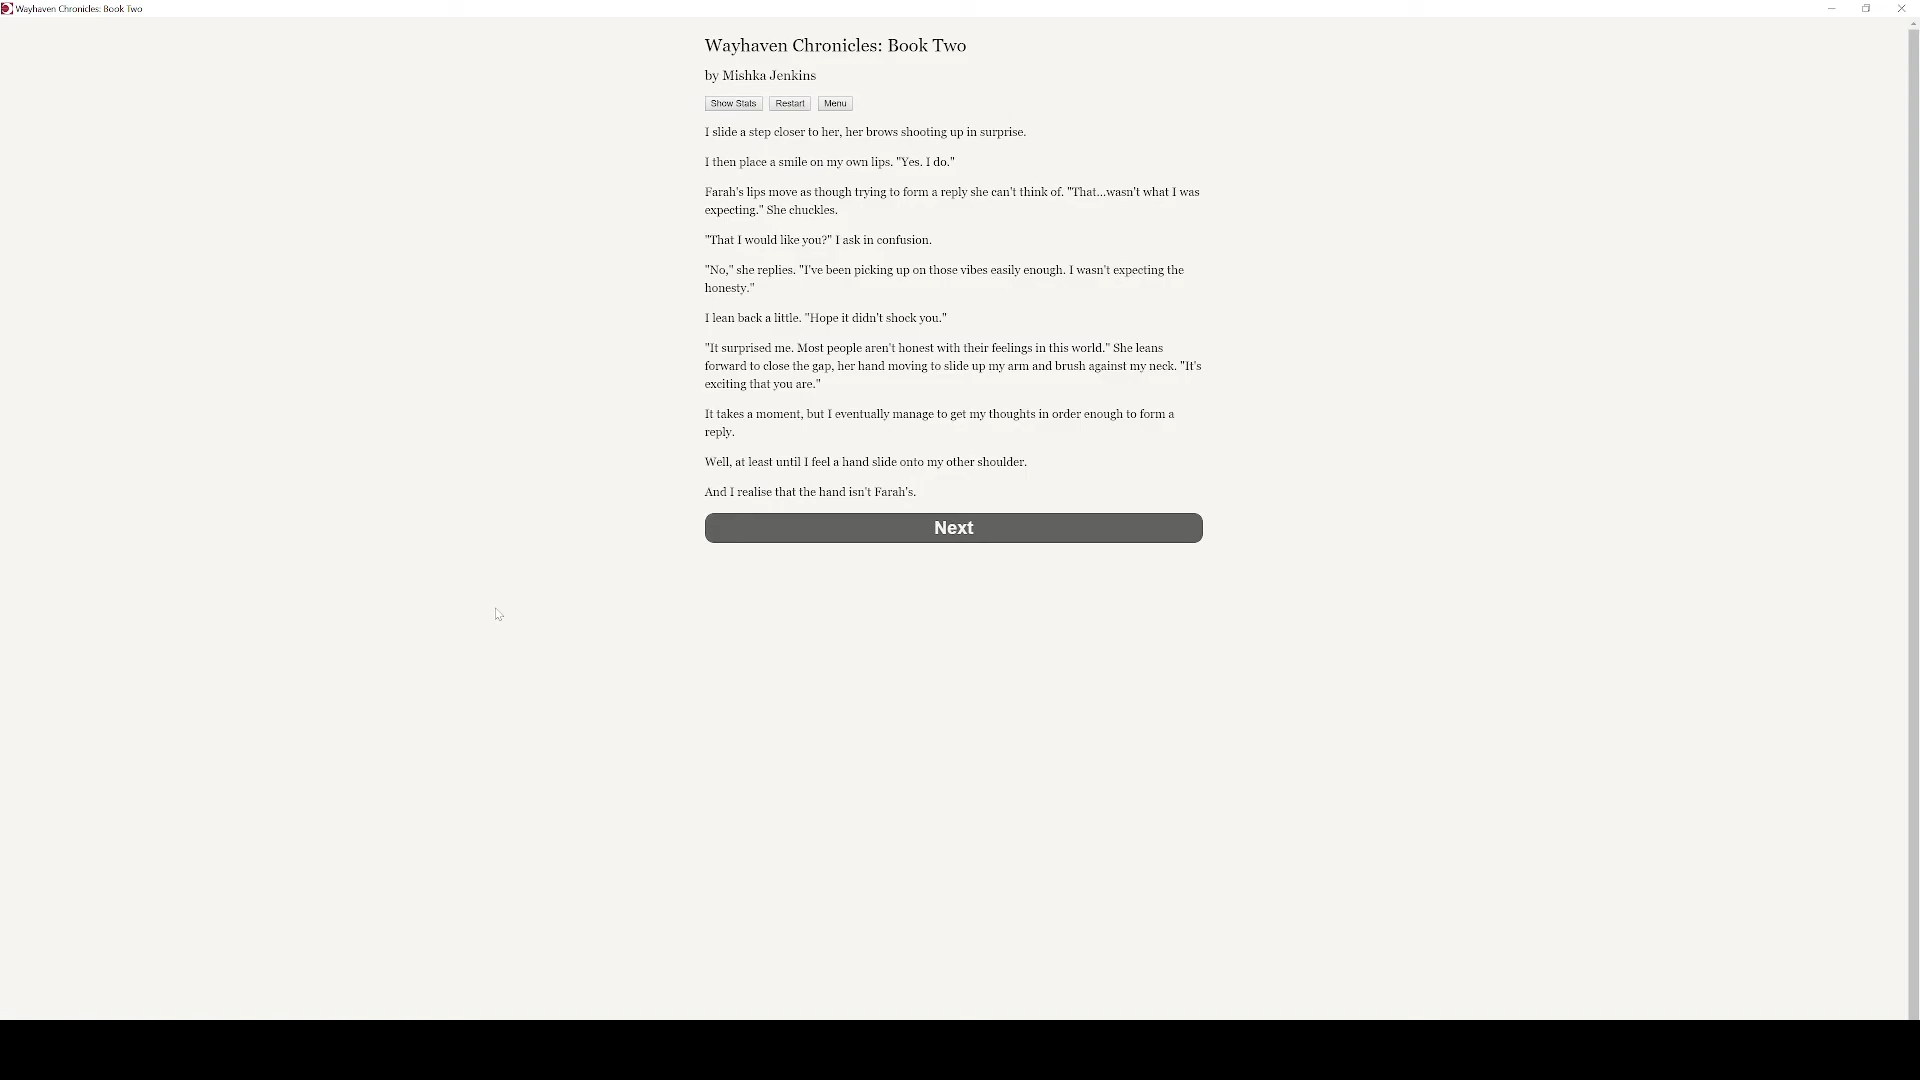 Wayhaven Chronicles: Book Two
Wayhaven Chronicles: Book Two
by Mishka Jenkins
Show Stats Restart Menu
I slide a step closer to her, her brows shooting up in surprise.
I then place a smile on my own lips. "Yes. I do."
Farah's lips move as though trying to form a reply she can't think of. "That...wasn't what I was
expecting." She chuckles.
"That I would like you?" I ask in confusion.
"No," she replies. "I've been picking up on those vibes easily enough. I wasn't expecting the
honesty."
I lean back a little. "Hope it didn't shock you."
"It surprised me. Most people aren't honest with their feelings in this world." She leans
forward to close the gap, her hand moving to slide up my arm and brush against my neck. "It's
exciting that you are."
It takes a moment, but I eventually manage to get my thoughts in order enough to form a
reply.
Well, at least until I feel a hand slide onto my other shoulder.
And I realise that the hand isn't Farah's.
Next